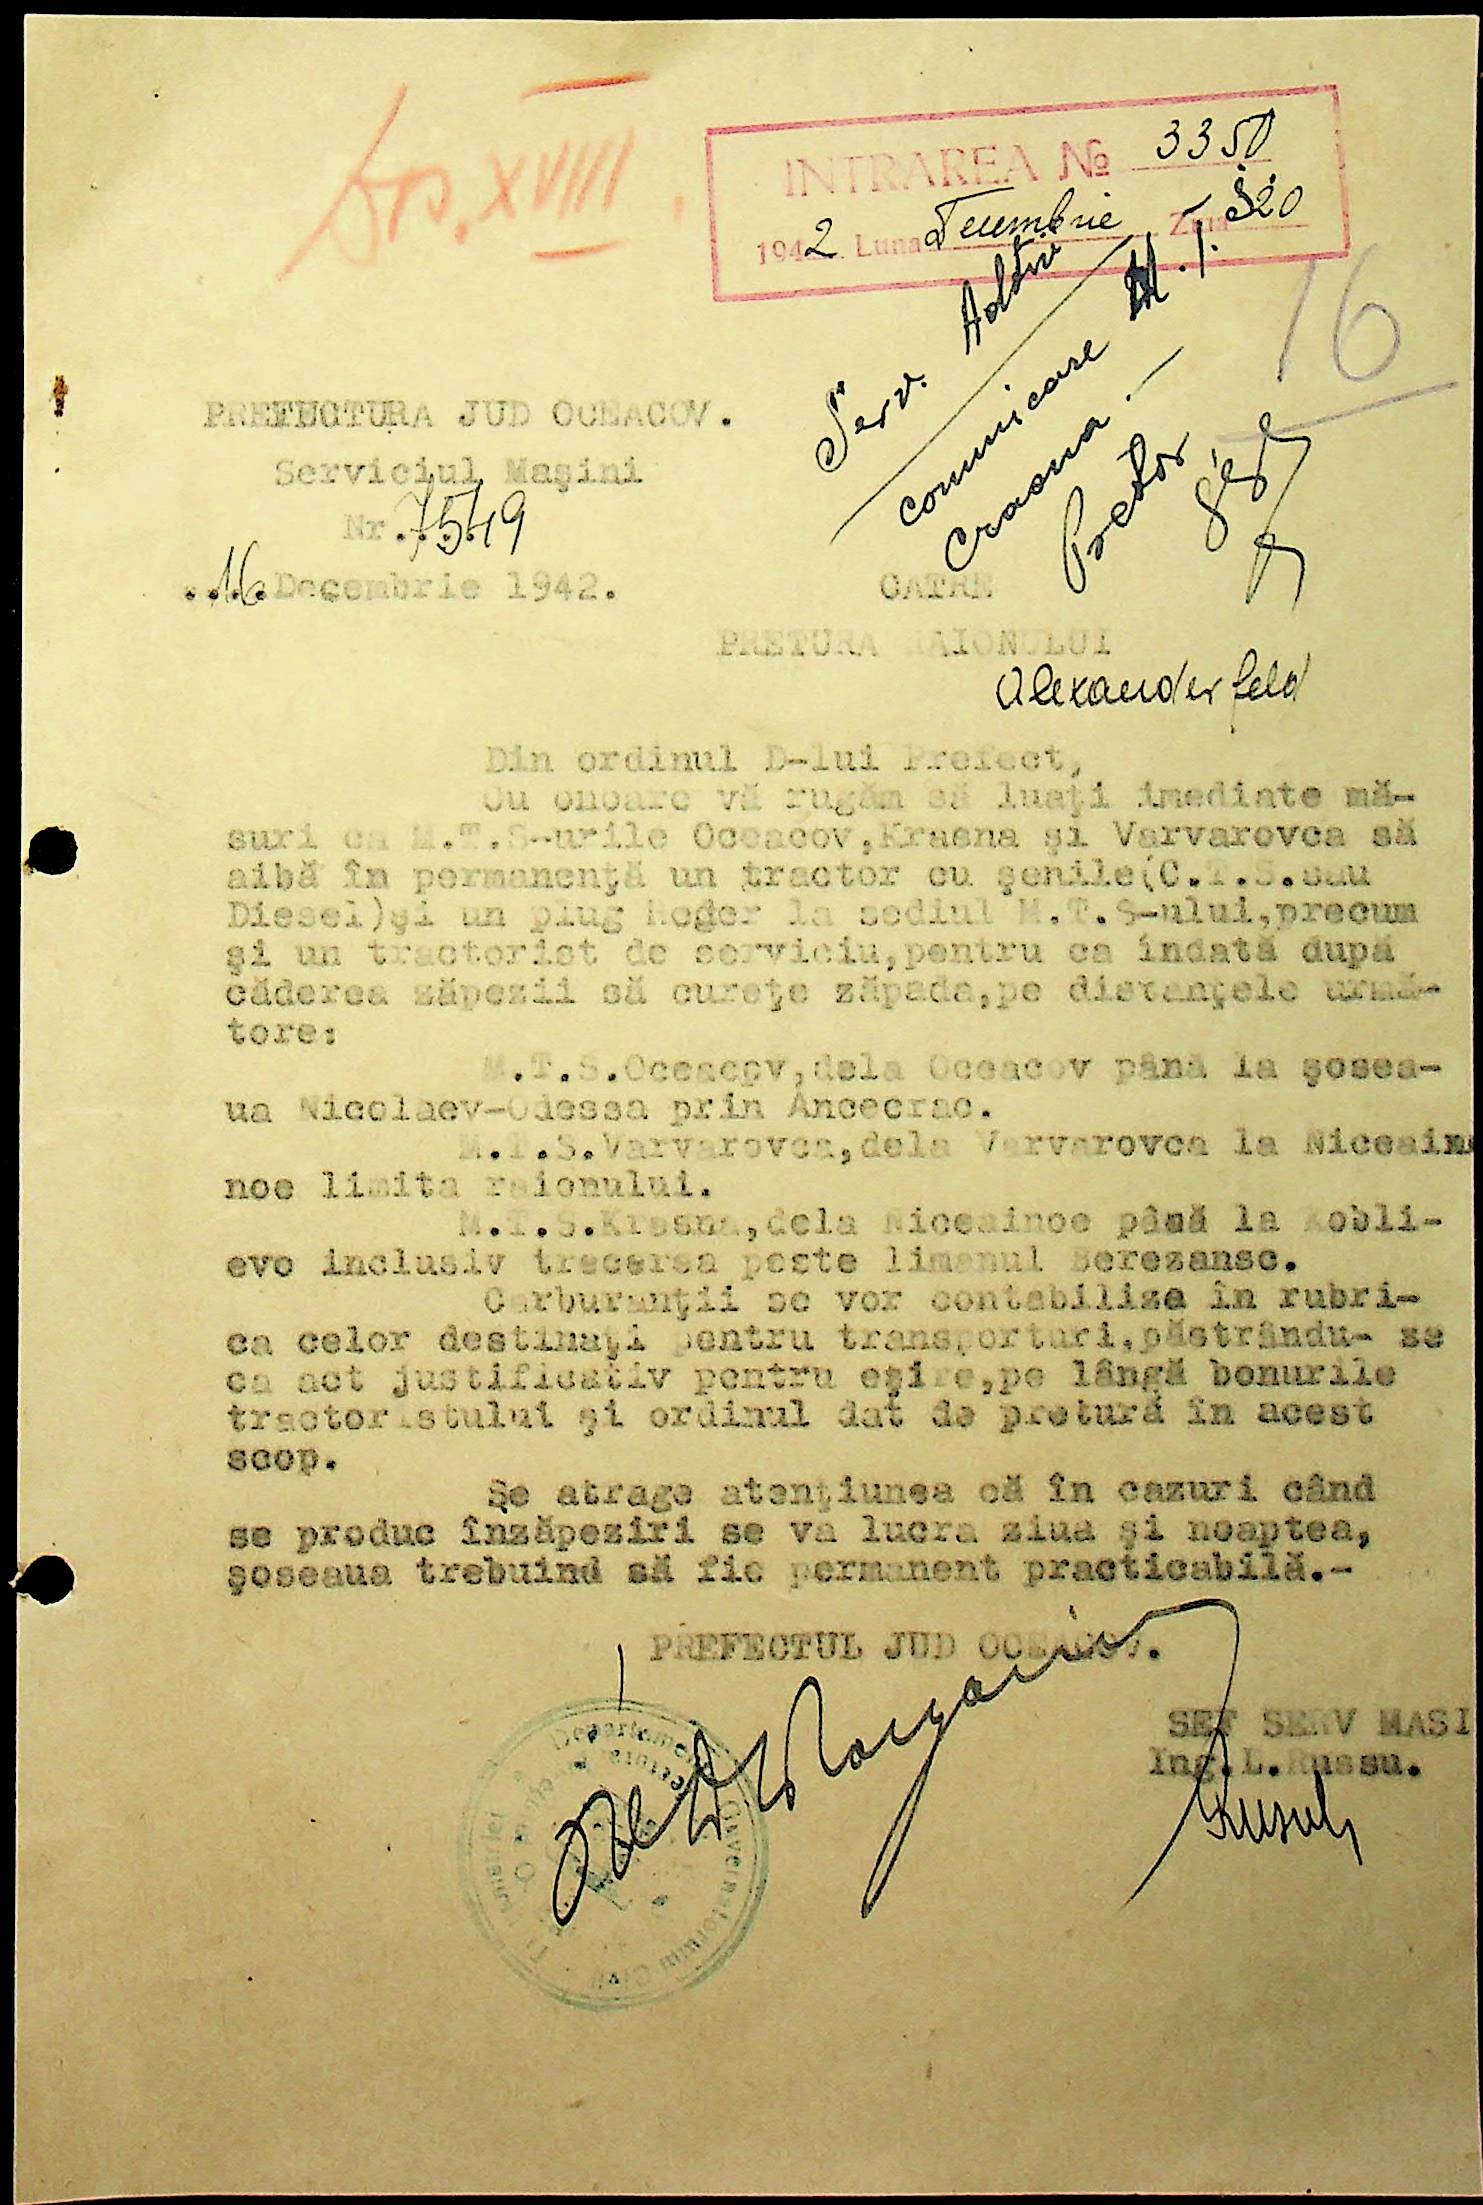 Dos. XVIIII.
INTRAREA № 3350
1942 Luna Decembrie Ziua 20
Serv. Adtiv
comunicare M.T.S.
Crasna.—
Pretor
16
PREFECTURA JUD OCEACOV.
Serviciul Maşini
Nr.7549
..16.Decembrie 1942.
CATRE
PRETURA RAIONULUI
Alexanderfeld
Din ordinul D-lui Prefect,
Cu onoare vă rugăm să luaţi imediate mă-
suri ca M.T.S-urile Oceacov,Krasna şi Varvarovca să
aibă în permanenţă un tractor cu şenile(C.T.S.sau
Diesel)şi un plug Heder la sediul M.T.S-ului,precum
şi un tractorist de serviciu,pentru ca îndată după
căderea zăpezii să cureţe zăpada,pe distanţele urmă-
tore:
M.T.S.Oceacov,dela Oceacov până la şosea-
ua Nicolaev-Odessa prin Ancecrac.
M.T.S.Varvarovca,dela Varvarovca la Niceain
noe limita raionului.
M.T.S.Krasna,dela Niceainoe până la Kobli-
evo inclusiv trecerea peste limanul Berezansc.
Carburanţii se vor contabiliza în rubri-
ca celor destinaţi pentru transporturi,păstrându- se
ca act justificativ pentru eşire,pe lângă bonurile
tractoristului şi ordinul dat de pretură în acest
scop.
Se atrage atenţiunea că în cazuri când
se produc înzăpeziri se va lucra ziua şi noaptea,
şoseaua trebuind să fie permanent practicabilă.-
PREFECTUL JUD OCEACOV.
SEF SERV MASI
Ing.L.Russu.
Guvernatorul Civil